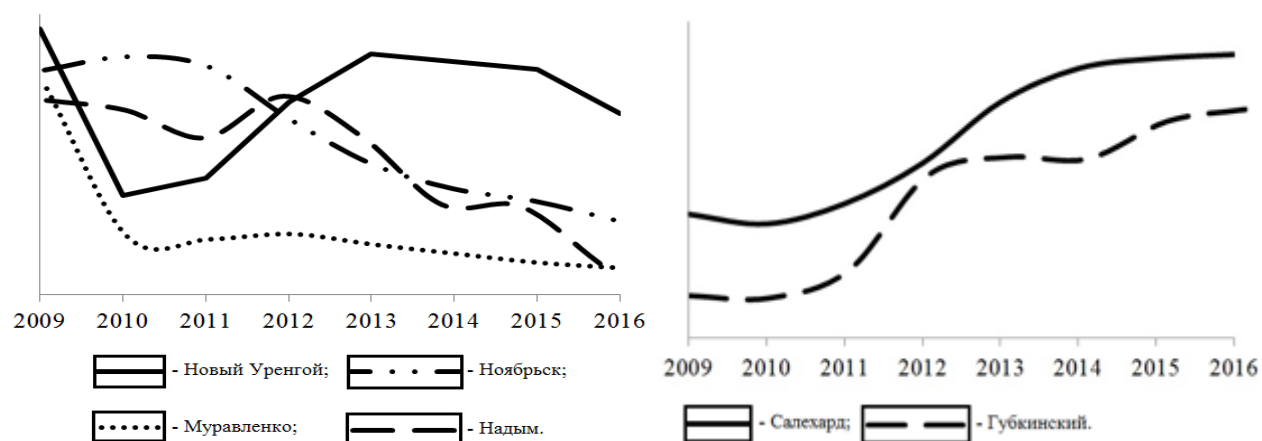 2009 2010 2011 2012 2013 2014 2015 2016
- Новый Уренгой; - Ноябрьск;
- Муравленко; - Надым.
2009 2010 2011 2012 2013 2014 2015 2016
- Салехард; - Губкинский.